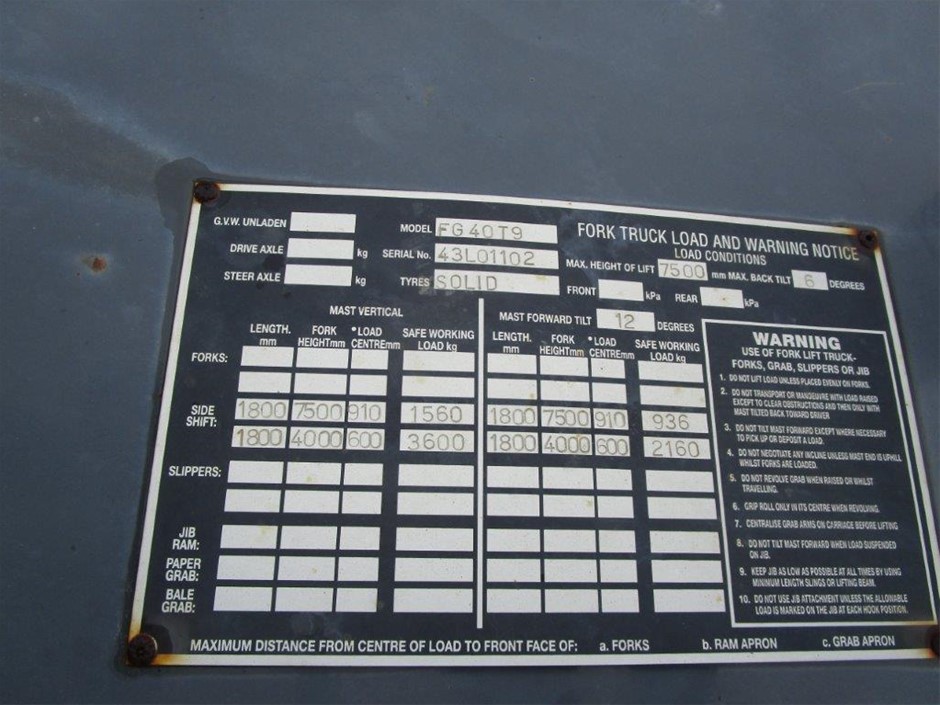 G.V.W. UNLADEN
DRIVE AXLE kg
STEER AXLE kg
MODEL FG40T9
SERIAL No. 43L01102
TYRES SOLID
FORK TRUCK LOAD AND WARNING NOTICE
LOAD CONDITIONS
MAX. HEIGHT OF LIFT 7500 mm MAX. BACK TILT 6 DEGREES
FRONT kPa REAR kPa
MAST VERTICAL
MAST FORWARD TILT 12 DEGREES
LENGTH. mm FORK HEIGHTmm •LOAD CENTREmm SAFE WORKING LOAD kg LENGTH. mm FORK HEIGHTmm •LOAD CENTREmm SAFE WORKING LOAD kg
FORKS:
SIDE SHIFT: 1800 7500 910 1560 1800 7500 910 936
1800 4000 600 3600 1800 4000 600 2160
SLIPPERS:
JIB
RAM:
PAPER
GRAB:
BALE
GRAB:
WARNING
USE OF FORK LIFT TRUCK-
FORKS, GRAB, SLIPPERS OR JIB
1. DO NOT LIFT LOAD UNLESS PLACED EVENLY ON FORKS.
2. DO NOT TRANSPORT OR MANOEUVRE WITH LOAD RAISED
EXCEPT TO CLEAR OBSTRUCTIONS AND THEN ONLY WITH
MAST TILTED BACK TOWARD DRIVER
3. DO NOT TILT MAST FORWARD EXCEPT WHERE NECESSARY
TO PICK UP OR DEPOSIT A LOAD.
4. DO NOT NEGOTIATE ANY INCLINE UNLESS MAST END IS UPHILL
WHILST FORKS ARE LOADED.
5. DO NOT REVOLVE GRAB WHEN RAISED OR WHILST
TRAVELLING.
6. GRIP ROLL ONLY IN ITS CENTRE WHEN REVOLVING.
7. CENTRALISE GRAB ARMS ON CARRIAGE BEFORE LIFTING
8. DO NOT TILT MAST FORWARD WHEN LOAD SUSPENDED
ON JIB.
9. KEEP JIB AS LOW AS POSSIBLE AT ALL TIMES BY USING
MINIMUM LENGTH SLINGS OR LIFTING BEAM.
10. DO NOT USE JIB ATTACHMENT UNLESS THE ALLOWABLE
LOAD IS MARKED ON THE JIB AT EACH HOOK POSITION.
MAXIMUM DISTANCE FROM CENTRE OF LOAD TO FRONT FACE OF: a. FORKS b. RAM APRON c. GRAB APRON